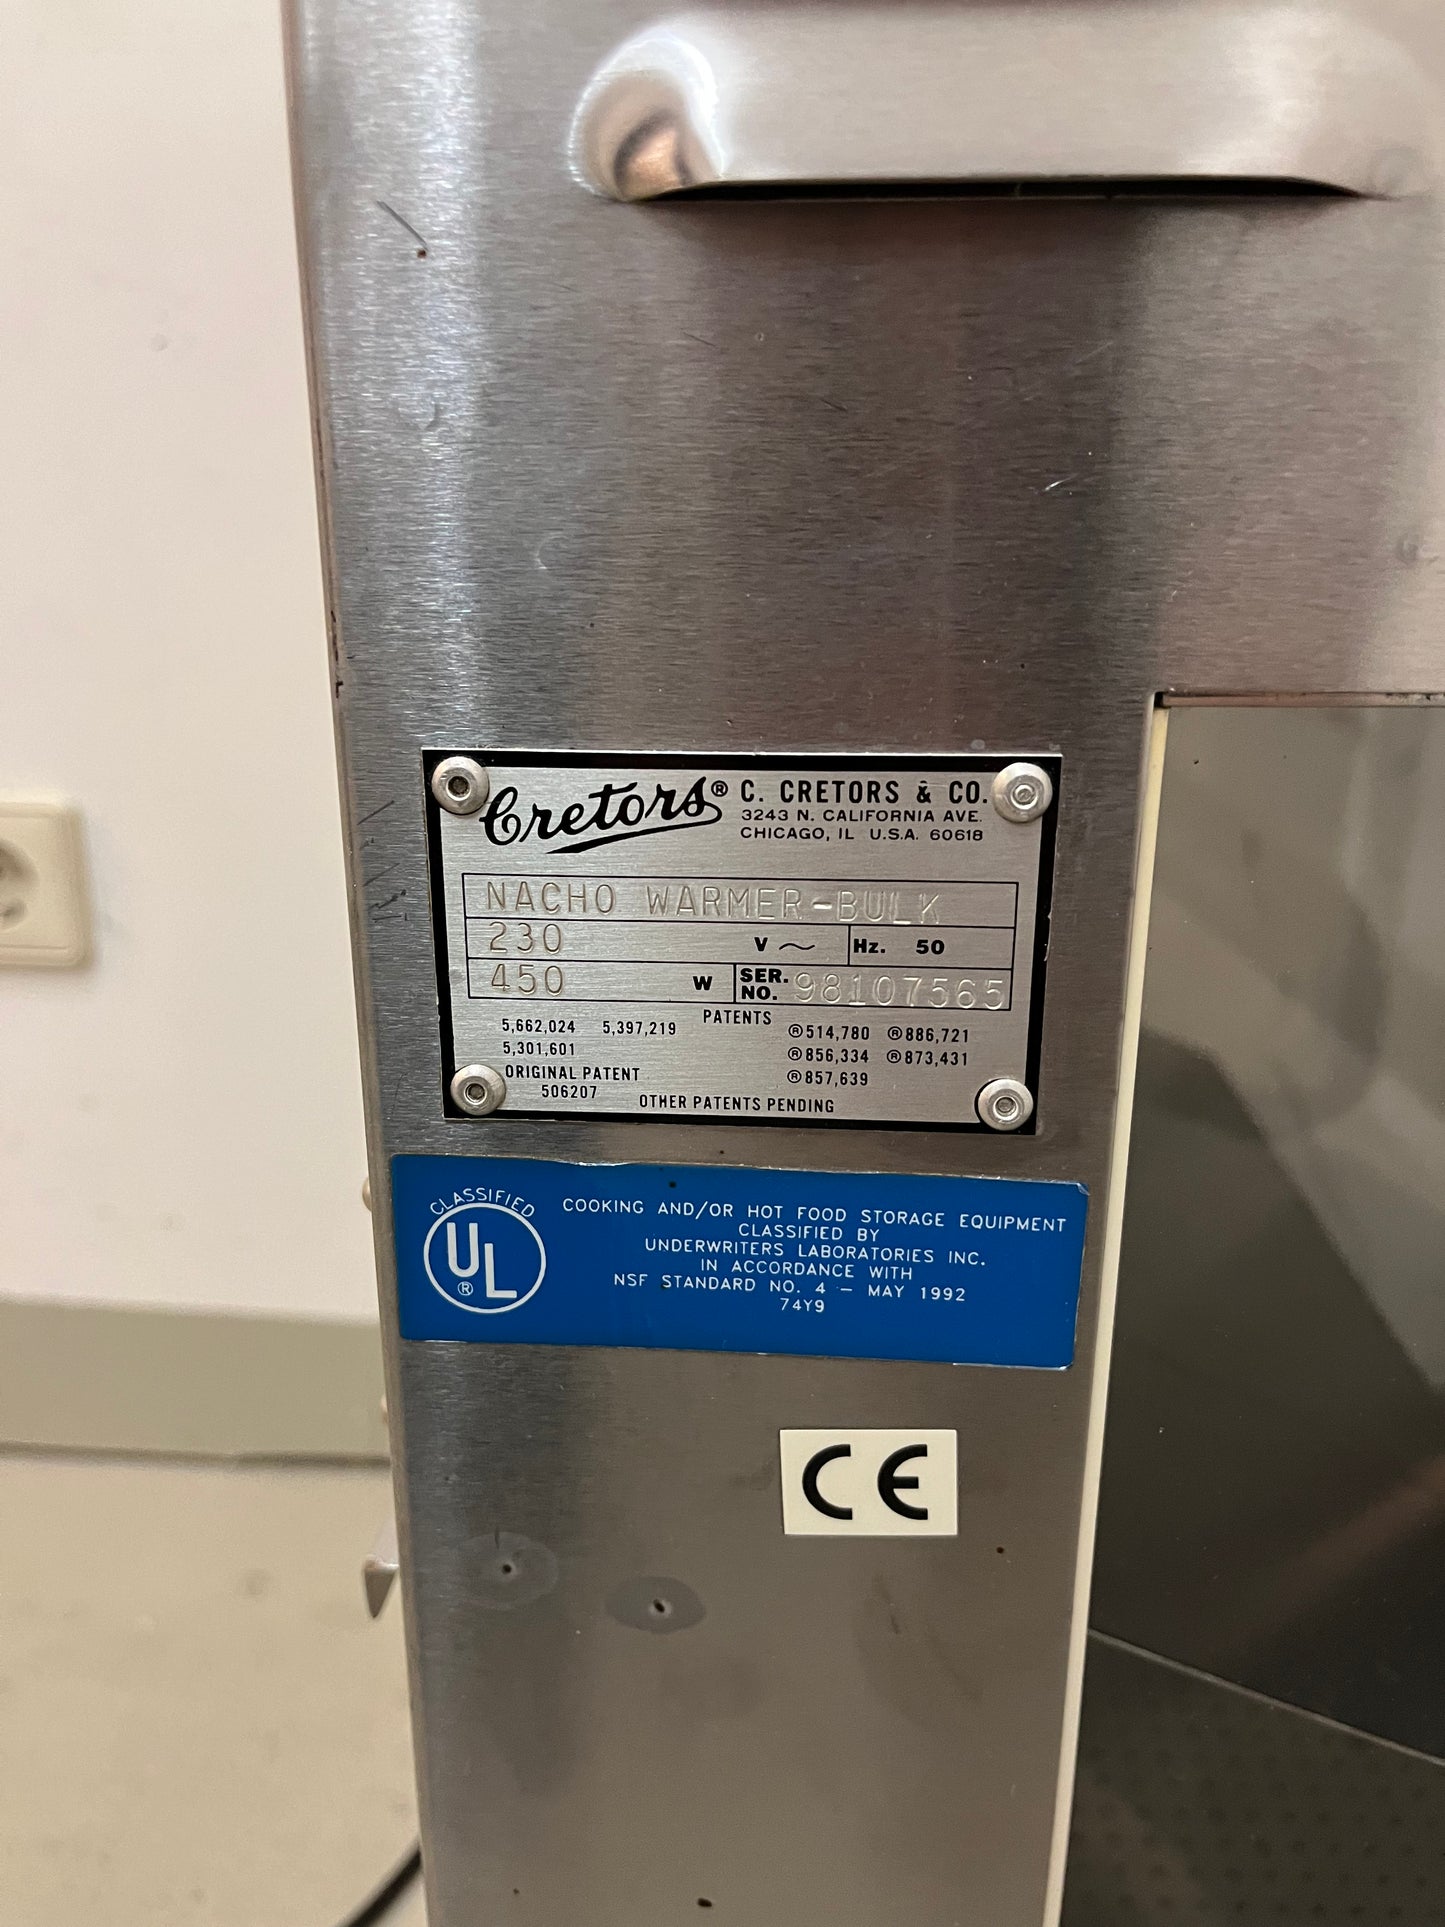 Cretors® C. CRETORS & CO.
3243 N. CALIFORNIA AVE.
CHICAGO, IL U.S.A. 60618
NACHO WARMER-BULK
230 V ~ Hz. 50
450 W SER. NO. 98107565
PATENTS
5,662,024 5,397,219 ®514,780 ®886,721
5,301,601 ®856,334 ®873,431
ORIGINAL PATENT ®857,639
506207 OTHER PATENTS PENDING
CLASSIFIED
UL
®
COOKING AND/OR HOT FOOD STORAGE EQUIPMENT
CLASSIFIED BY
UNDERWRITERS LABORATORIES INC.
IN ACCORDANCE WITH
NSF STANDARD NO. 4 - MAY 1992
74Y9
CE